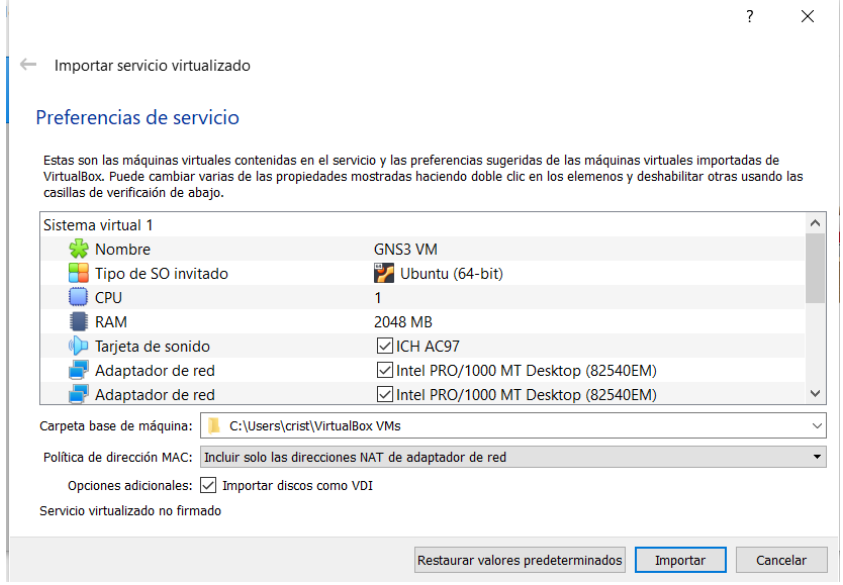 ?
Importar servicio virtualizado
Preferencias de servicio
Estas son las máquinas virtuales contenidas en el servicio y las preferencias sugeridas de las máquinas virtuales importadas de
VirtualBox. Puede cambiar varias de las propiedades mostradas haciendo doble clic en los elemenos y deshabilitar otras usando las
casillas de verificaión de abajo.
Sistema virtual 1
Nombre GNS3 VM
Tipo de SO invitado Ubuntu (64-bit)
CPU 1
RAM 2048 MB
Tarjeta de sonido ICH AC97
Adaptador de red Intel PRO/1000 MT Desktop (82540EM)
Adaptador de red Intel PRO/1000 MT Desktop (82540EM)
Carpeta base de máquina: C:\Users\crist\VirtualBox VMs
Política de dirección MAC: Incluir solo las direcciones NAT de adaptador de red
Opciones adicionales: Importar discos como VDI
Servicio virtualizado no firmado
Restaurar valores predeterminados Importar Cancelar